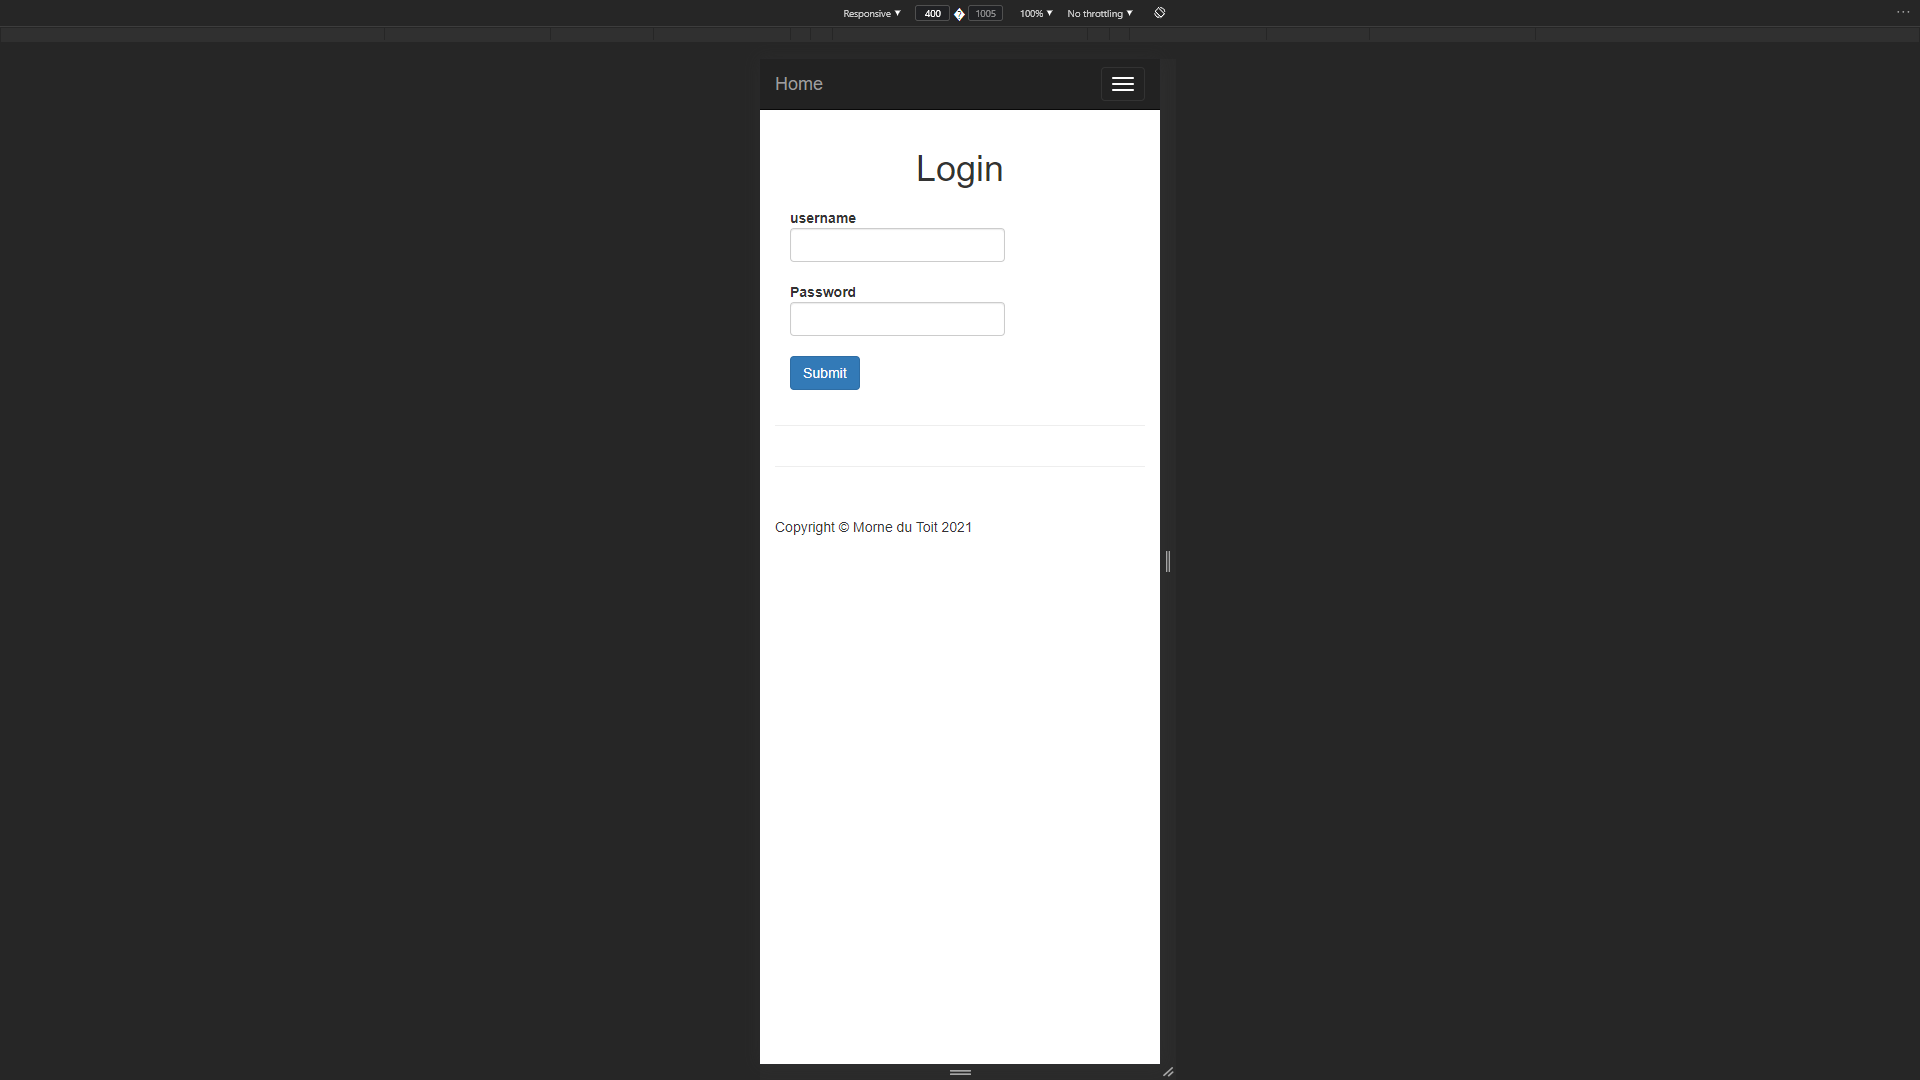 Responsive ▼ 400 ? 1005 100% ▼ No throttling ▼ ...
Home
Login
username
Password
Submit
Copyright © Morne du Toit 2021